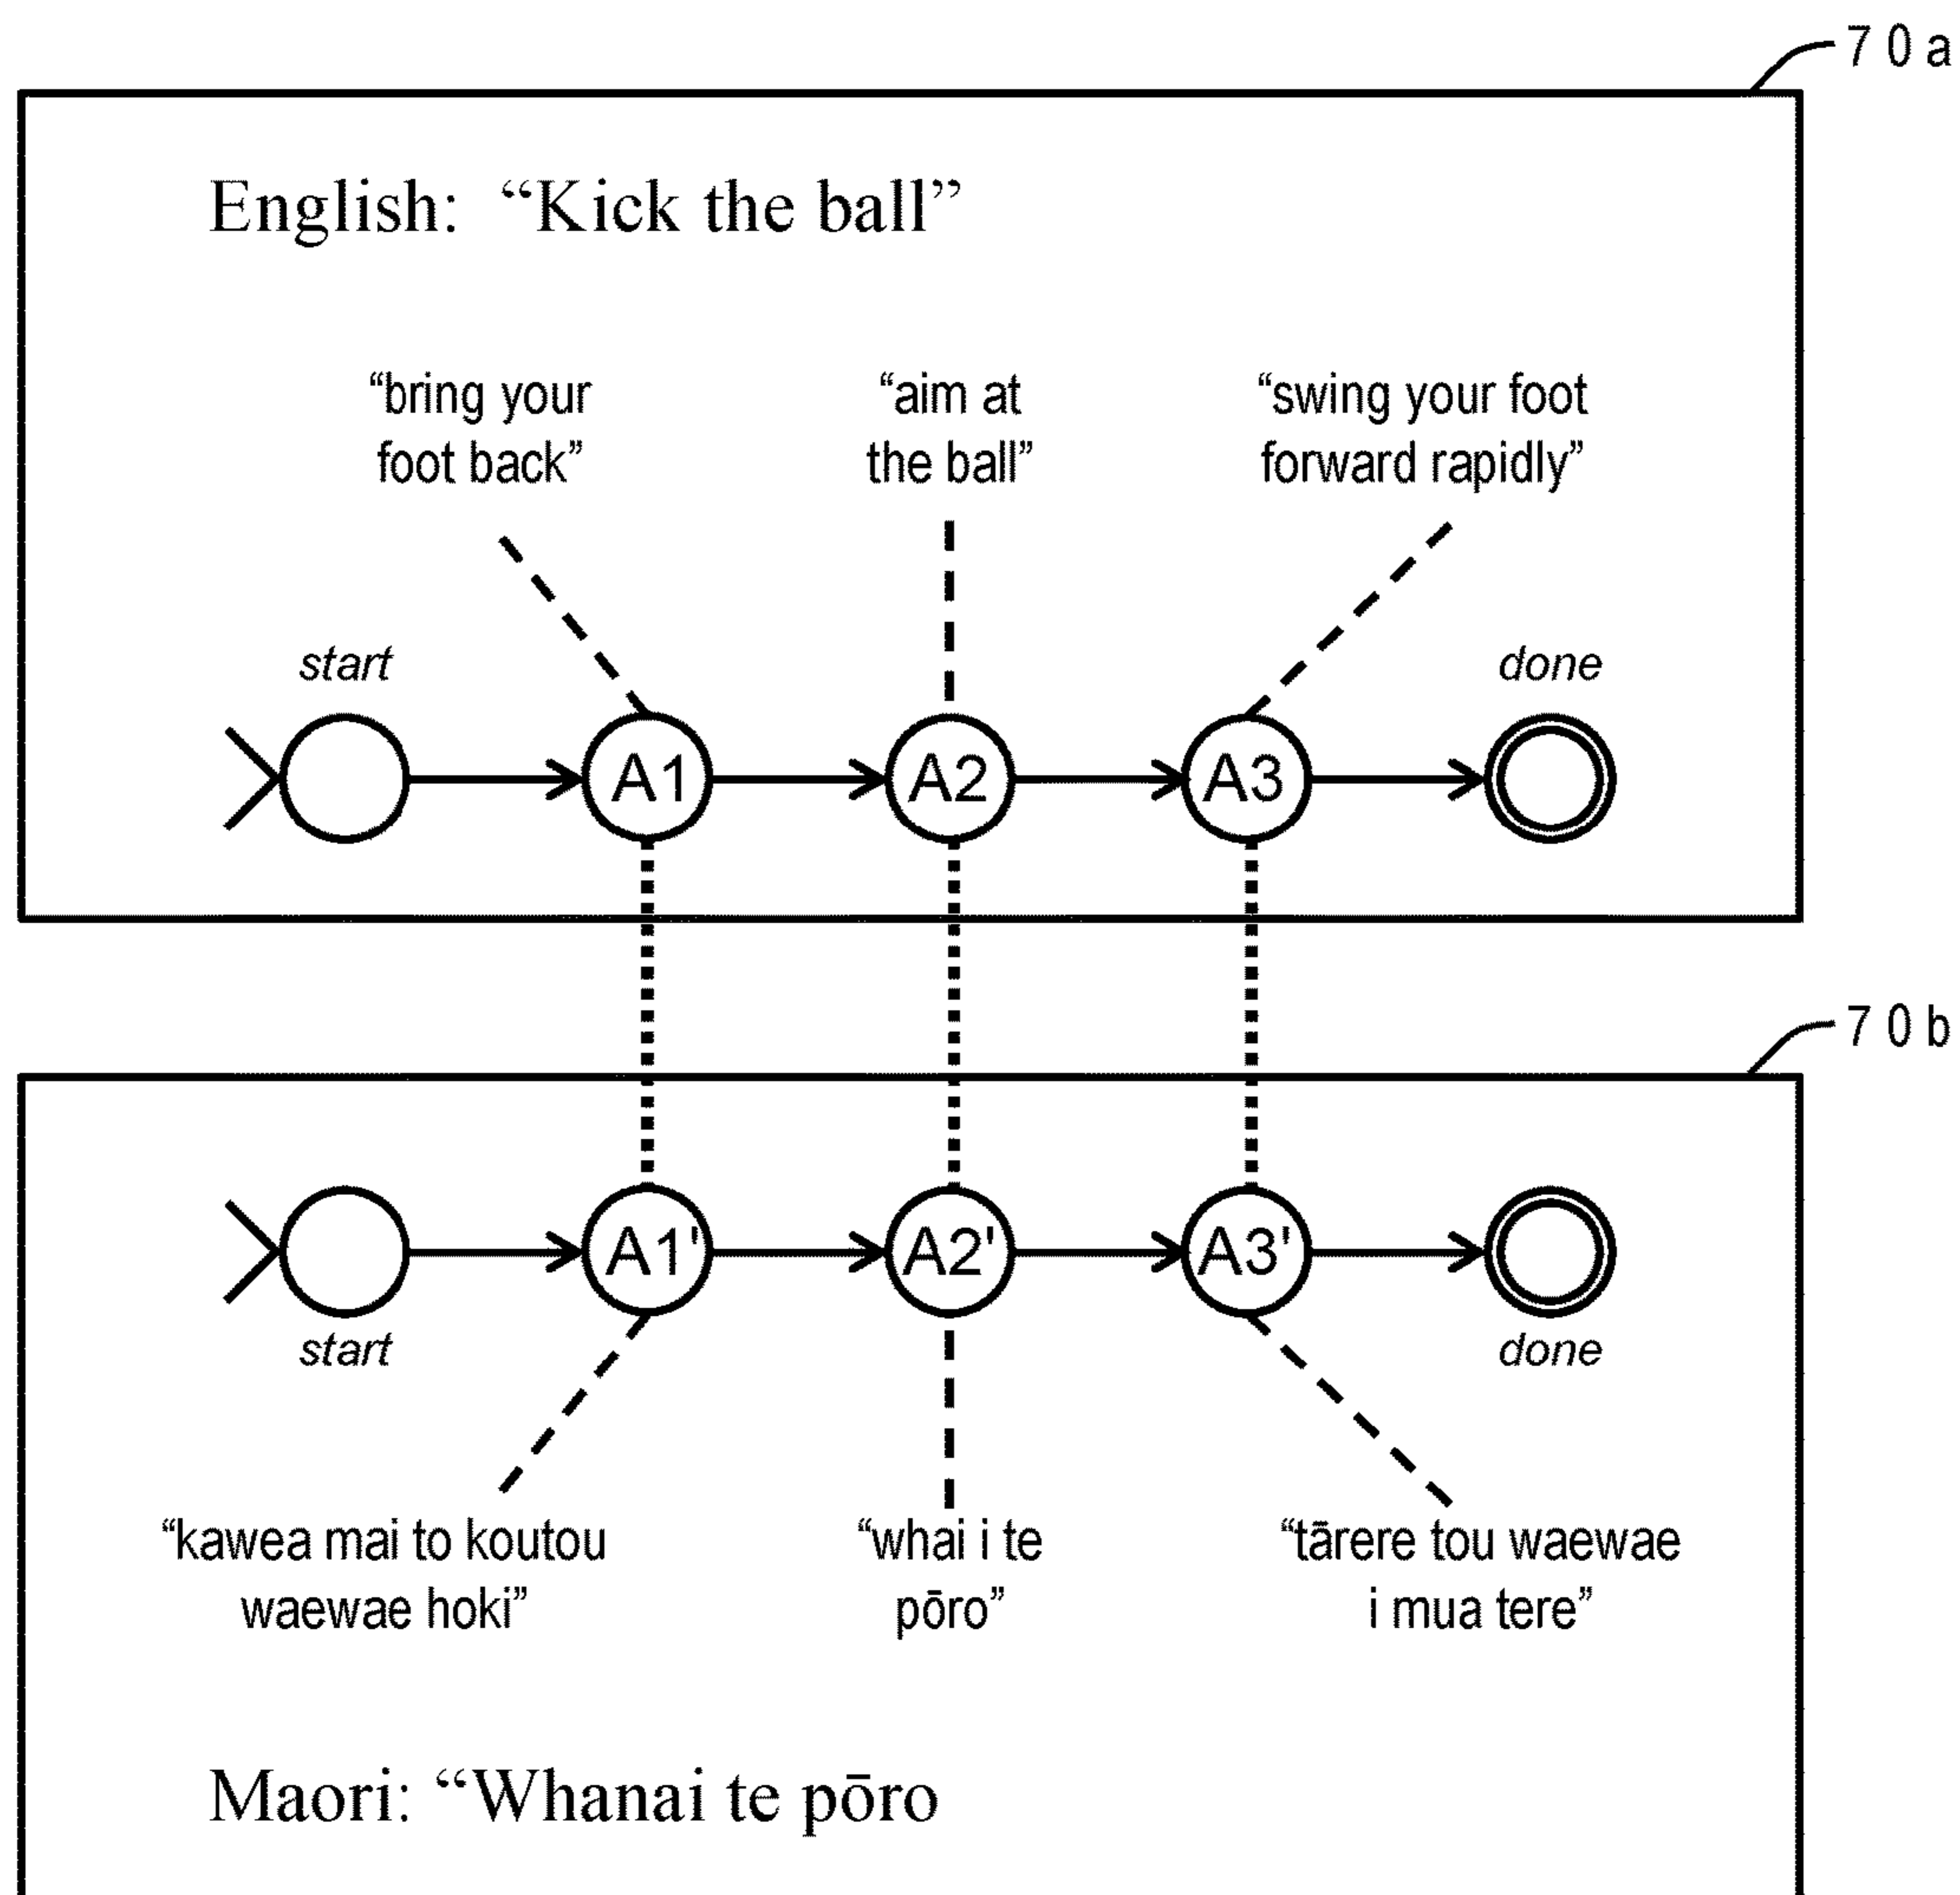 70a
English: “Kick the ball”
“bring your
foot back”
“aim at
the ball”
“swing your foot
forward rapidly”
start
done
A1
A2
A3
70b
A1'
A2'
A3'
start
done
“kawea mai to koutou
waewae hoki”
“whai i te
pōro”
“tārere tou waewae
i mua tere”
Maori: “Whanai te pōro